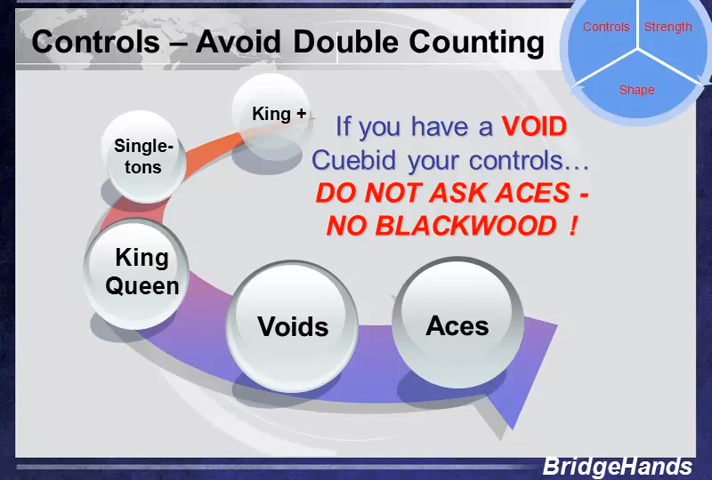 Controls – Avoid Double Counting
Controls
Strength
Shape
King +
Single-
tons
King
Queen
Voids
Aces
If you have a VOID
Cuebid your controls…
DO NOT ASK ACES -
NO BLACKWOOD !
BridgeHands